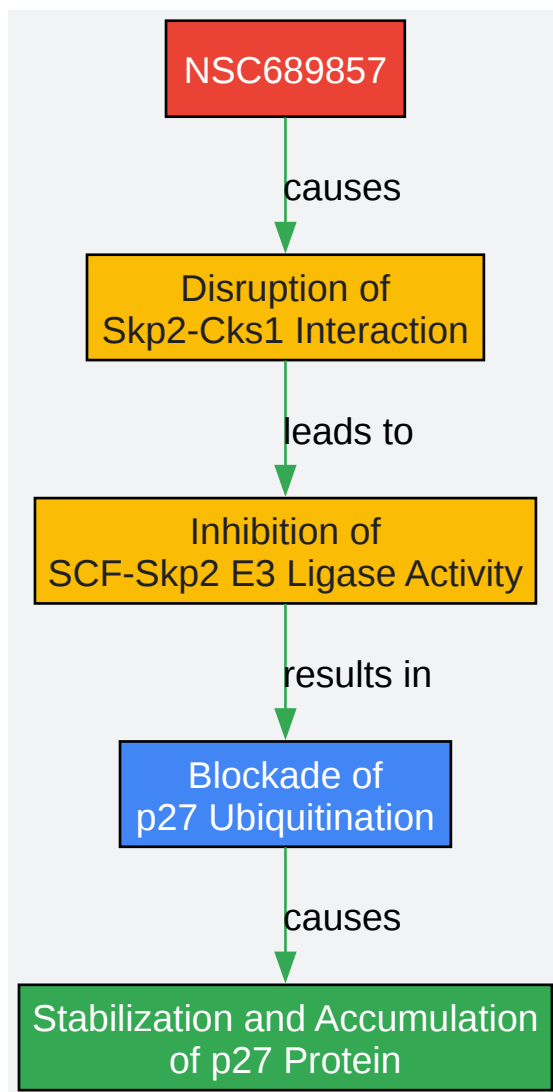 NSC689857
causes
Disruption of
Skp2-Cks1 Interaction
leads to
Inhibition of
SCF-Skp2 E3 Ligase Activity
results in
Blockade of
p27 Ubiquitination
causes
Stabilization and Accumulation
of p27 Protein